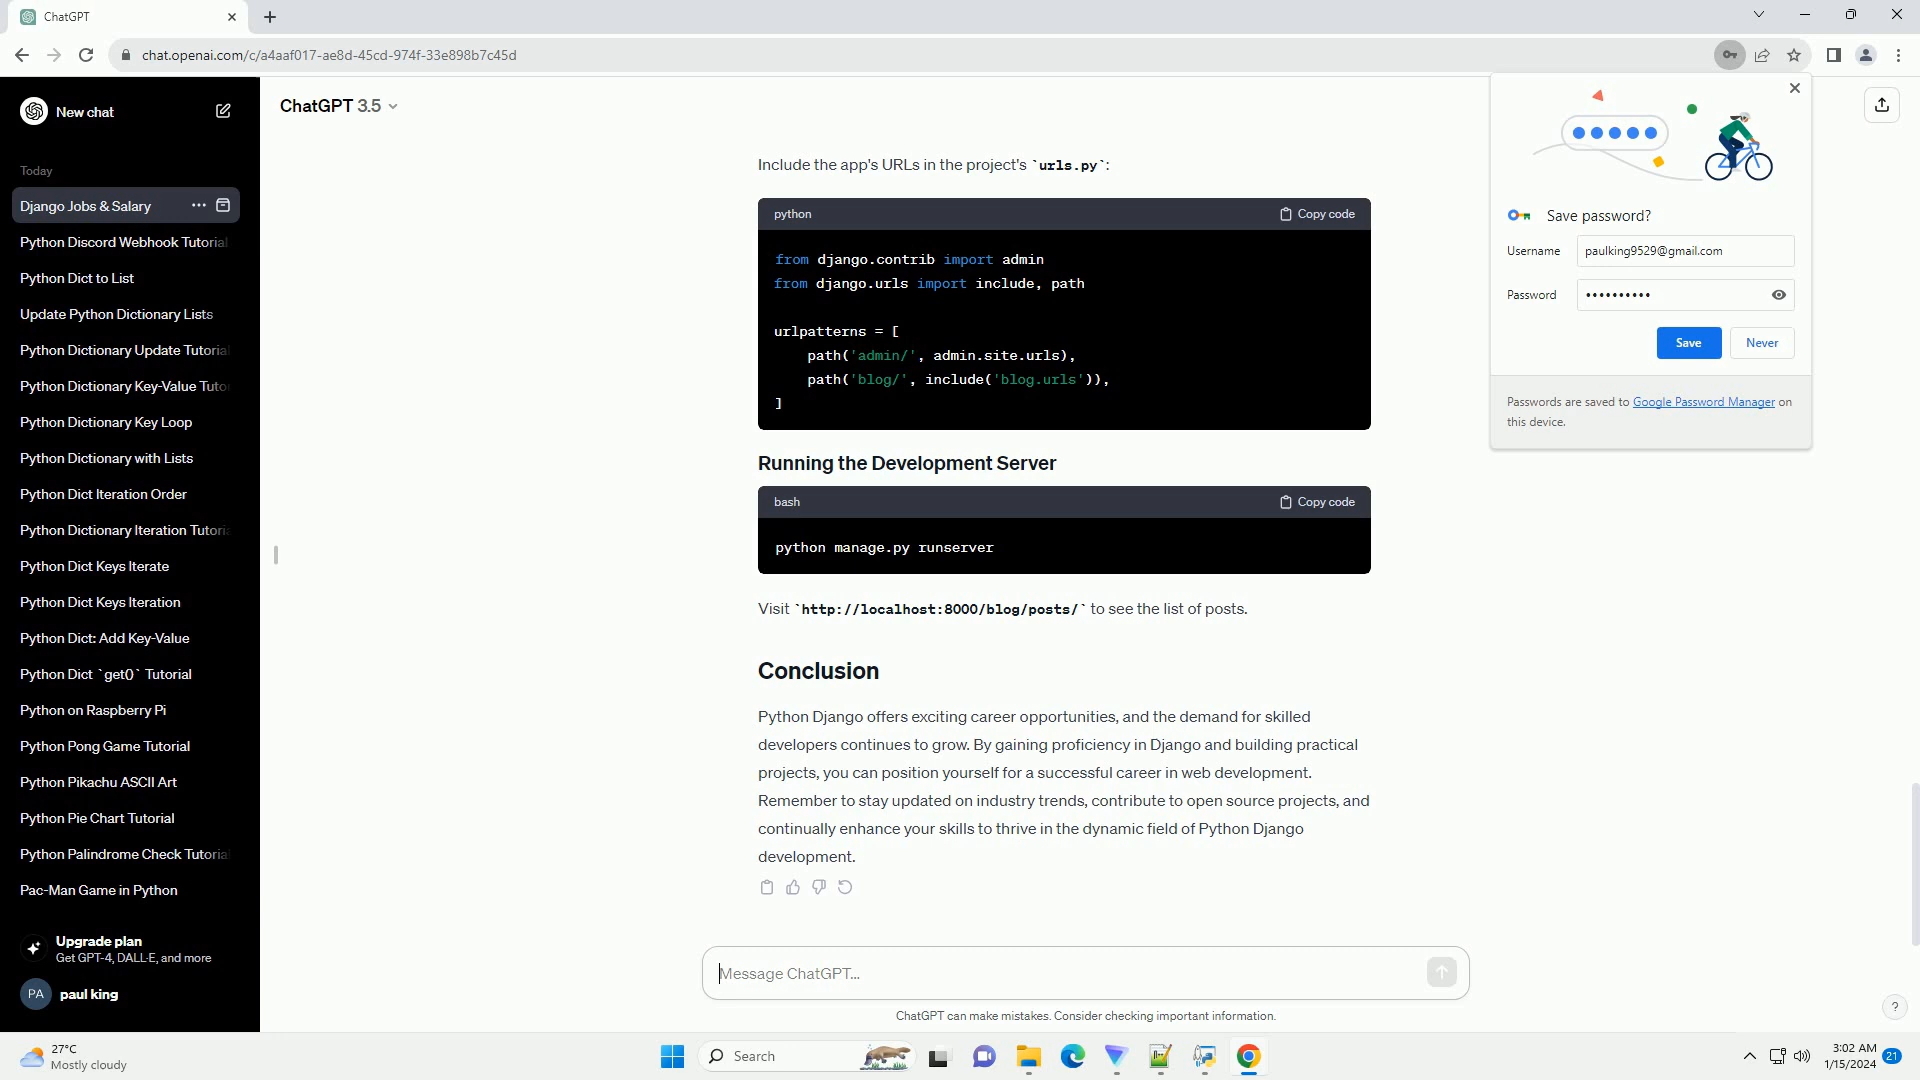 ChatGPT
chat.openai.com/c/a4aaf017-ae8d-45cd-974f-33e898b7c45d
New chat
Today
Django Jobs & Salary
Python Discord Webhook Tutorial
Python Dict to List
Update Python Dictionary Lists
Python Dictionary Update Tutorial
Python Dictionary Key-Value Tuto
Python Dictionary Key Loop
Python Dictionary with Lists
Python Dict Iteration Order
Python Dictionary Iteration Tutoria
Python Dict Keys Iterate
Python Dict Keys Iteration
Python Dict: Add Key-Value
Python Dict `get()` Tutorial
Python on Raspberry Pi
Python Pong Game Tutorial
Python Pikachu ASCII Art
Python Pie Chart Tutorial
Python Palindrome Check Tutorial
Pac-Man Game in Python
Upgrade plan
Get GPT-4, DALL·E, and more
PA paul king
ChatGPT 3.5
Include the app's URLs in the project's `urls.py`:
python Copy code
from django.contrib import admin
from django.urls import include, path
urlpatterns = [
path('admin/', admin.site.urls),
path('blog/', include('blog.urls')),
]
Running the Development Server
bash Copy code
python manage.py runserver
Visit `http://localhost:8000/blog/posts/` to see the list of posts.
Conclusion
Python Django offers exciting career opportunities, and the demand for skilled
developers continues to grow. By gaining proficiency in Django and building practical
projects, you can position yourself for a successful career in web development.
Remember to stay updated on industry trends, contribute to open source projects, and
continually enhance your skills to thrive in the dynamic field of Python Django
development.
Message ChatGPT...
ChatGPT can make mistakes. Consider checking important information.
?
Save password?
Username paulking9529@gmail.com
Password ••••••••••
Save Never
Passwords are saved to Google Password Manager on
this device.
27°C
Mostly cloudy
Search
3:02 AM
1/15/2024
21